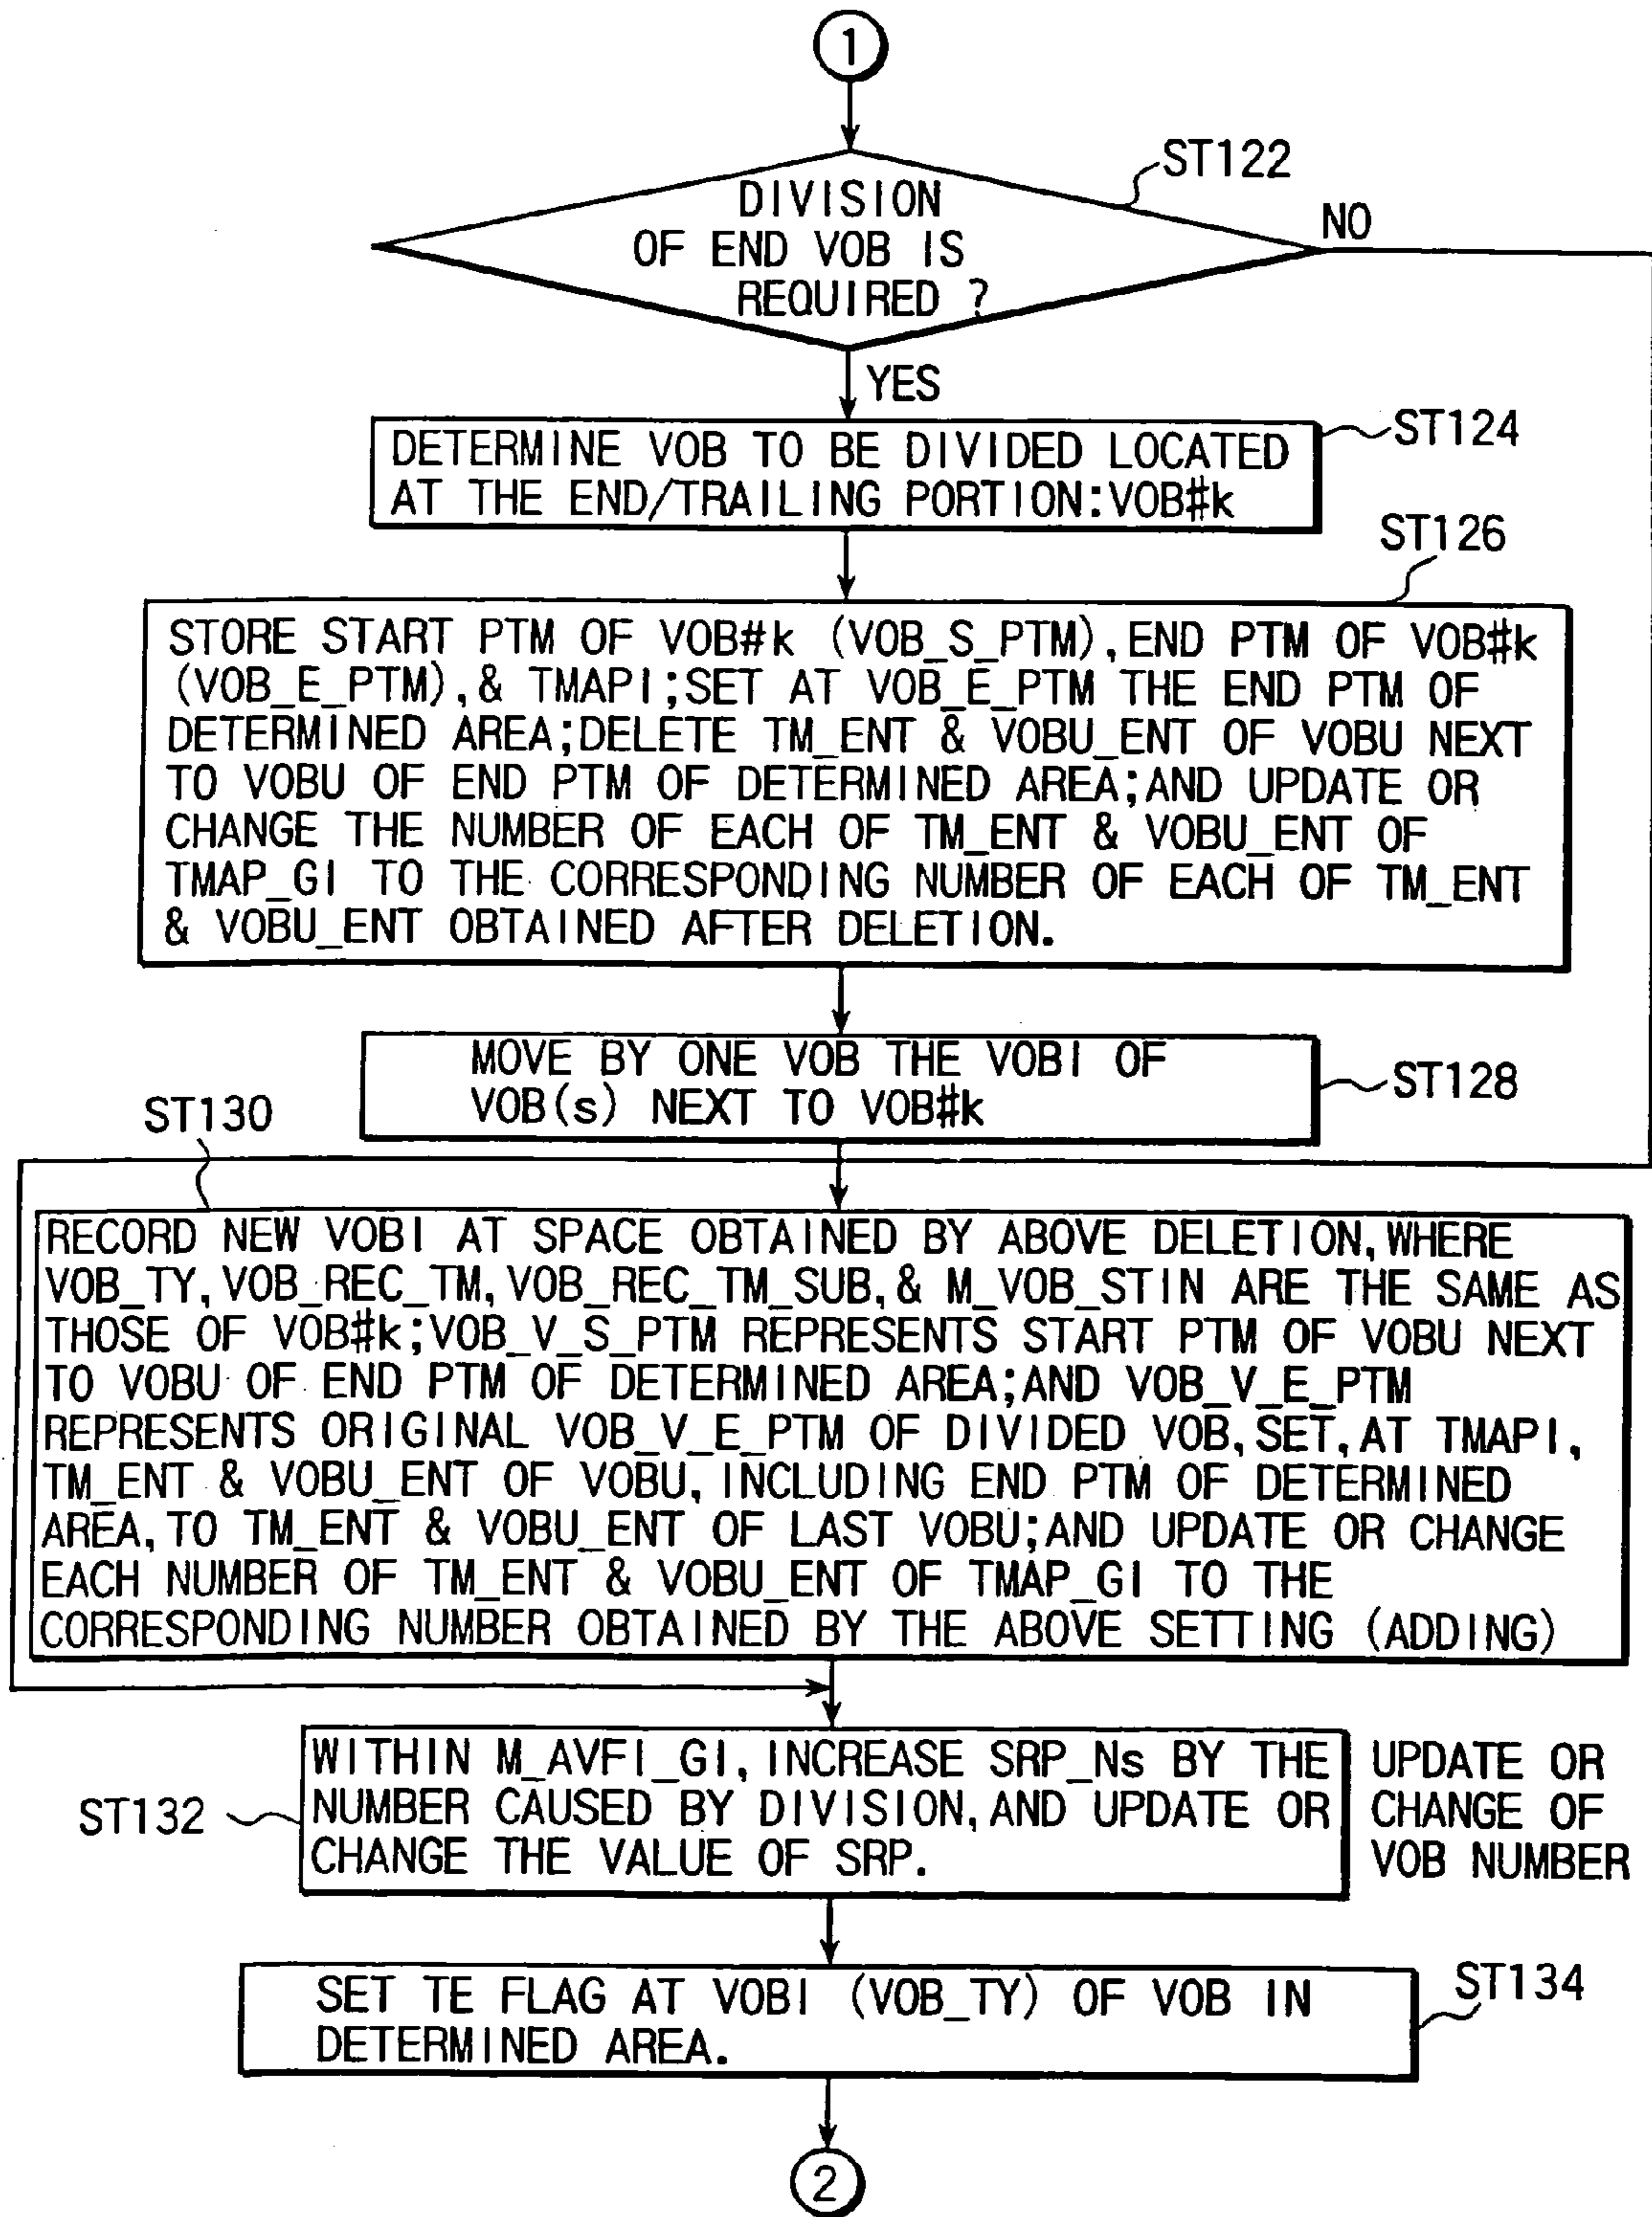 1
ST122
DIVISION
OF END VOB IS
REQUIRED ?
NO
YES
ST124
DETERMINE VOB TO BE DIVIDED LOCATED
AT THE END/TRAILING PORTION:VOB#k
ST126
STORE START PTM OF VOB#k (VOB_S_PTM),END PTM OF VOB#k
(VOB_E_PTM),& TMAPI;SET AT VOB_E_PTM THE END PTM OF
DETERMINED AREA;DELETE TM_ENT & VOBU_ENT OF VOBU NEXT
TO VOBU OF END PTM OF DETERMINED AREA;AND UPDATE OR
CHANGE THE NUMBER OF EACH OF TM_ENT & VOBU_ENT OF
TMAP_GI TO THE CORRESPONDING NUMBER OF EACH OF TM_ENT
& VOBU_ENT OBTAINED AFTER DELETION.
MOVE BY ONE VOB THE VOBI OF
VOB(s) NEXT TO VOB#k
ST128
ST130
RECORD NEW VOBI AT SPACE OBTAINED BY ABOVE DELETION,WHERE
VOB_TY,VOB_REC_TM,VOB_REC_TM_SUB,& M_VOB_STIN ARE THE SAME AS
THOSE OF VOB#k;VOB_V_S_PTM REPRESENTS START PTM OF VOBU NEXT
TO VOBU OF END PTM OF DETERMINED AREA;AND VOB_V_E_PTM
REPRESENTS ORIGINAL VOB_V_E_PTM OF DIVIDED VOB,SET,AT TMAPI,
TM_ENT & VOBU_ENT OF VOBU,INCLUDING END PTM OF DETERMINED
AREA,TO TM_ENT & VOBU_ENT OF LAST VOBU;AND UPDATE OR CHANGE
EACH NUMBER OF TM_ENT & VOBU_ENT OF TMAP_GI TO THE
CORRESPONDING NUMBER OBTAINED BY THE ABOVE SETTING (ADDING)
ST132
WITHIN M_AVFI_GI,INCREASE SRP_Ns BY THE
NUMBER CAUSED BY DIVISION,AND UPDATE OR
CHANGE THE VALUE OF SRP.
UPDATE OR
CHANGE OF
VOB NUMBER
ST134
SET TE FLAG AT VOBI (VOB_TY) OF VOB IN
DETERMINED AREA.
2